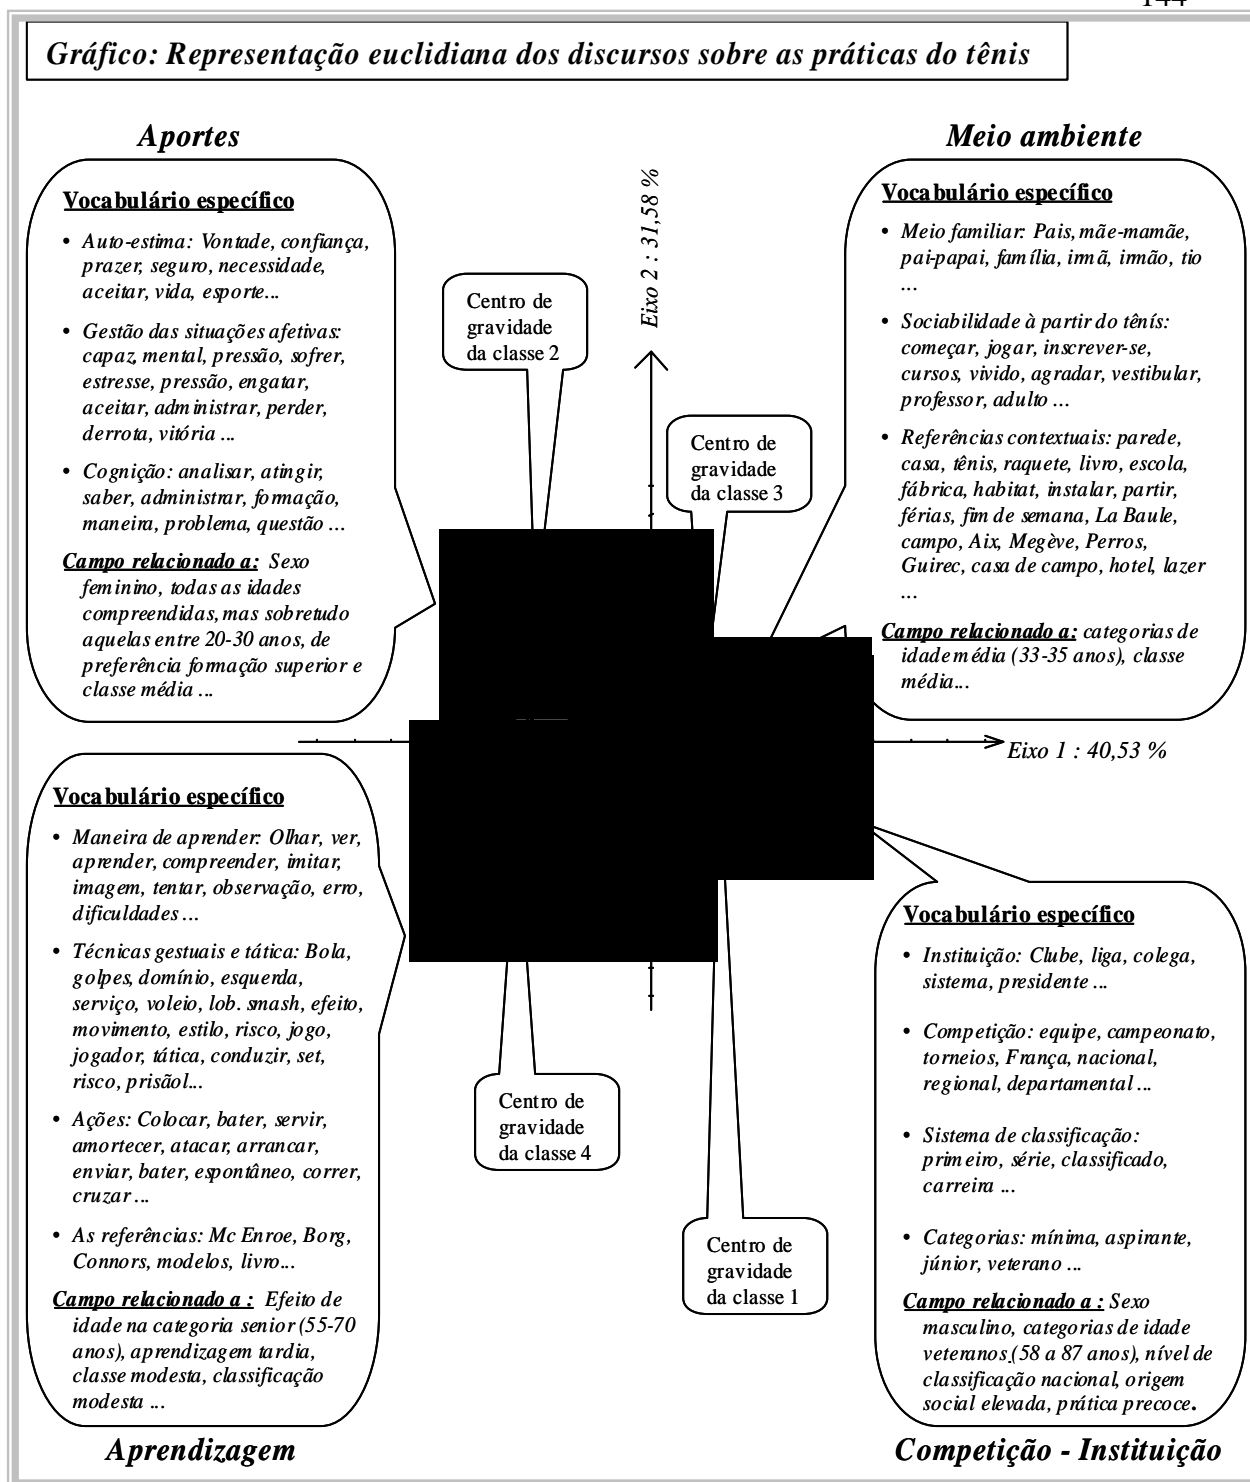 Gráfico: Representação euclidiana dos discursos sobre as práticas do tênis
Aportes
Vocabulário específico
• Auto-estima: Vontade, confiança,
prazer, seguro, necessidade,
aceitar, vida, esporte...
• Gestão das situações afetivas:
capaz, mental, pressão, sofrer,
estresse, pressão, engatar,
aceitar, administrar, perder,
derrota, vitória ...
• Cognição: analisar, atingir,
saber, administrar, formação,
maneira, problema, questão ...
Campo relacionado a: Sexo
feminino, todas as idades
compreendidas, mas sobretudo
aquelas entre 20-30 anos, de
preferência formação superior e
classe média ...
Centro de
gravidade
da classe 2
Eixo 2 : 31,58 %
Centro de
gravidade
da classe 3
Meio ambiente
Vocabulário específico
• Meio familiar: Pais, mãe-mamãe,
pai-papai, família, irmã, irmão, tio
...
• Sociabilidade à partir do tênís:
começar, jogar, inscrever-se,
cursos, vivido, agradar, vestibular,
professor, adulto ...
• Referências contextuais: parede,
casa, tênis, raquete, livro, escola,
fábrica, habitat, instalar, partir,
férias, fim de semana, La Baule,
campo, Aix, Megève, Perros,
Guirec, casa de campo, hotel, lazer
...
Campo relacionado a: categorias de
idade média (33-35 anos), classe
média...
Eixo 1 : 40,53 %
Vocabulário específico
• Maneira de aprender: Olhar, ver,
aprender, compreender, imitar,
imagem, tentar, observação, erro,
dificuldades ...
• Técnicas gestuais e tática: Bola,
golpes, domínio, esquerda,
serviço, voleio, lob. smash, efeito,
movimento, estilo, risco, jogo,
jogador, tática, conduzir, set,
risco, prisãol...
• Ações: Colocar, bater, servir,
amortecer, atacar, arrancar,
enviar, bater, espontâneo, correr,
cruzar ...
• As referências: Mc Enroe, Borg,
Connors, modelos, livro...
Campo relacionado a : Efeito de
idade na categoria senior (55-70
anos), aprendizagem tardia,
classe modesta, classificação
modesta ...
Aprendizagem
Centro de
gravidade
da classe 4
Centro de
gravidade
da classe 1
Vocabulário específico
• Instituição: Clube, liga, colega,
sistema, presidente ...
• Competição: equipe, campeonato,
torneios, França, nacional,
regional, departamental ...
• Sistema de classificação:
primeiro, série, classificado,
carreira ...
• Categorias: mínima, aspirante,
júnior, veterano ...
Campo relacionado a : Sexo
masculino, categorias de idade
veteranos (58 a 87 anos), nível de
classificação nacional, origem
social elevada, prática precoce.
Competição - Instituição